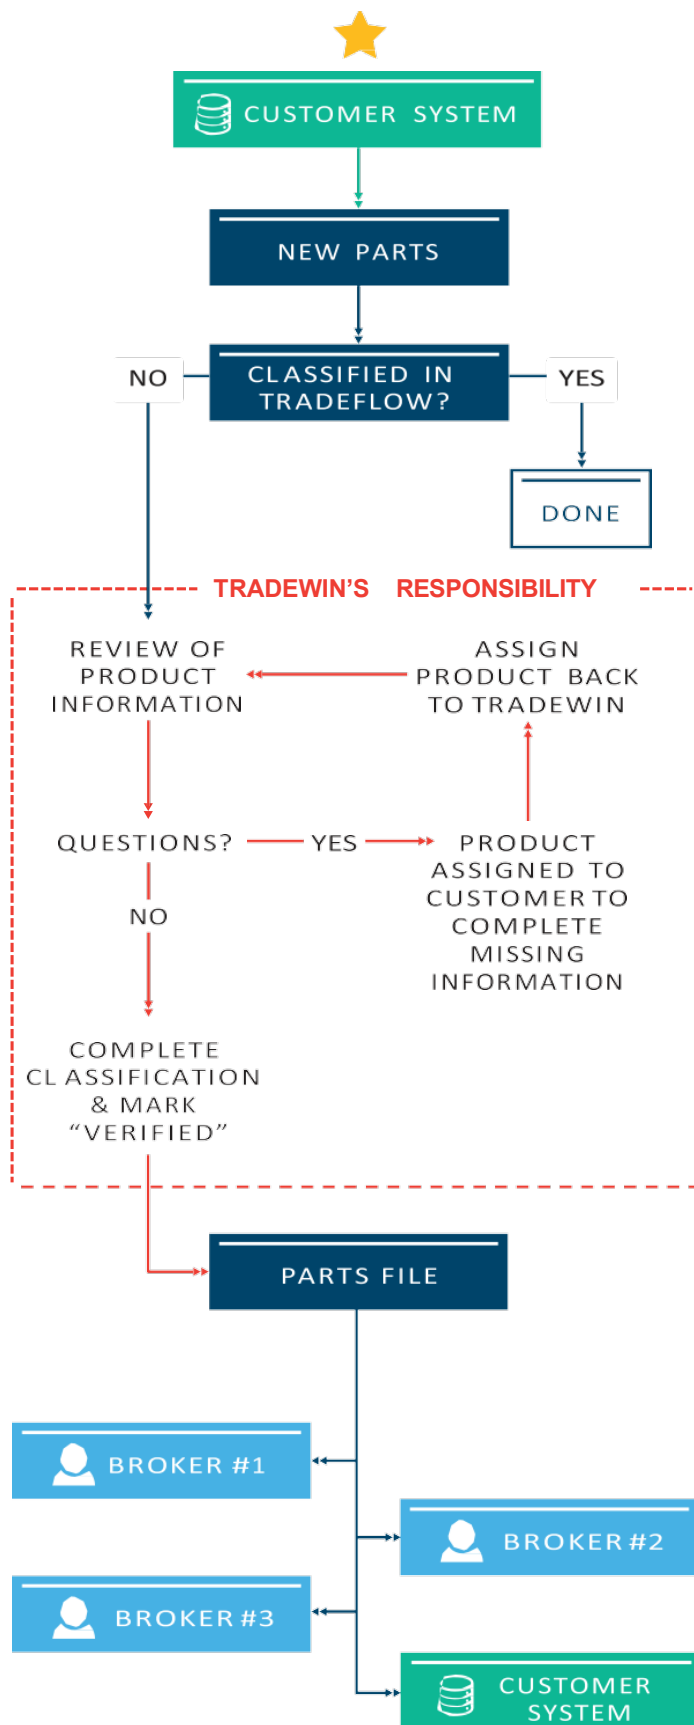 CUSTOMER SYSTEM
NEW PARTS
CLASSIFIED IN
TRADEFLOW?
NO
YES
DONE
TRADEWIN'S RESPONSIBILITY
REVIEW OF
PRODUCT
INFORMATION
ASSIGN
PRODUCT BACK
TO TRADEWIN
QUESTIONS?
YES
PRODUCT
ASSIGNED TO
CUSTOMER TO
COMPLETE
MISSING
INFORMATION
NO
COMPLETE
CLASSIFICATION
& MARK
“VERIFIED”
PARTS FILE
BROKER #1
BROKER #2
BROKER #3
CUSTOMER
SYSTEM